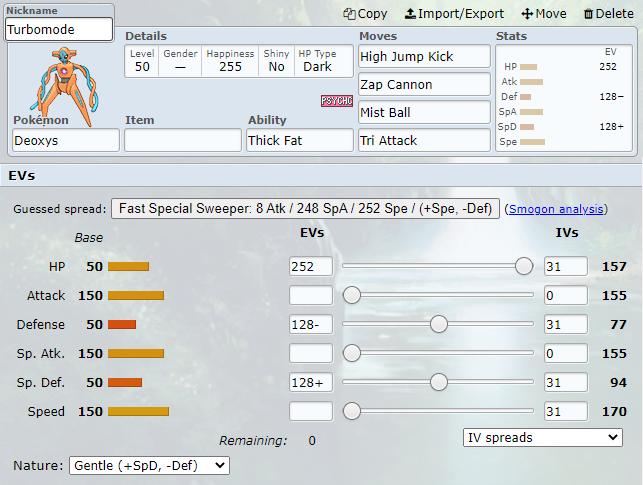 Nickname
Turbomode
Copy Import/Export Move Delete
Details
Level Gender Happiness Shiny HP Type
50 — 255 No Dark
PSYCHC
Pokémon
Deoxys
Item
Ability
Thick Fat
Moves
High Jump Kick
Zap Cannon
Mist Ball
Tri Attack
Stats
EV
HP 252
Atk
Def 128−
SpA
SpD 128+
Spe
EVs
Guessed spread: Fast Special Sweeper: 8 Atk / 248 SpA / 252 Spe / (+Spe, -Def) (Smogon analysis)
Base EVs IVs
HP 50 252 31 157
Attack 150 0 155
Defense 50 128- 31 77
Sp. Atk. 150 0 155
Sp. Def. 50 128+ 31 94
Speed 150 31 170
Remaining: 0
IV spreads
Nature: Gentle (+SpD, -Def)